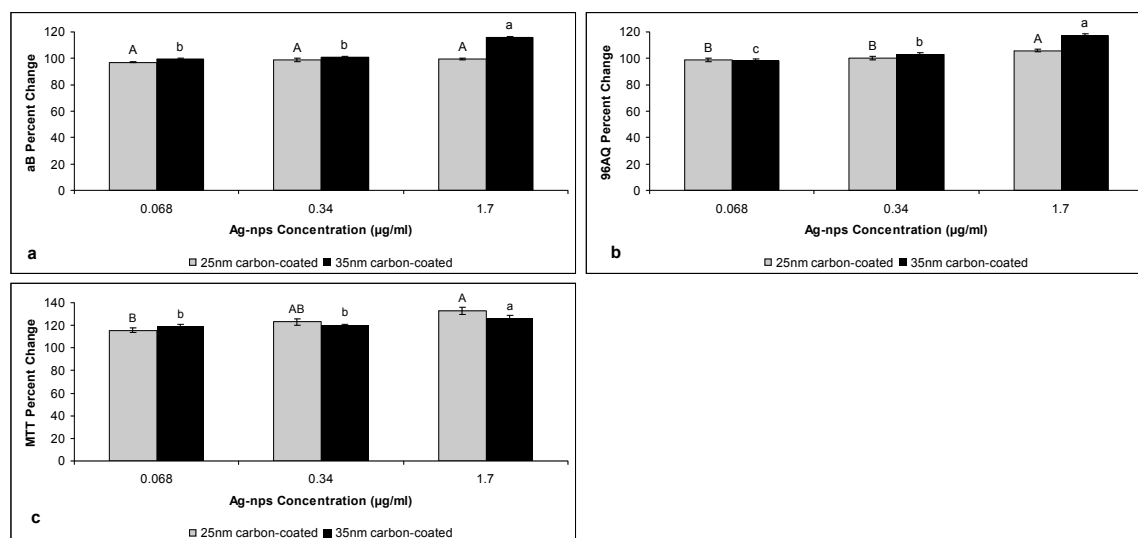 120
100
80
60
40
20
0
aB Percent Change
A b A b A a
0.068 0.34 1.7
Ag-nps Concentration (µg/ml)
a
25nm carbon-coated 35nm carbon-coated
120
100
80
60
40
20
0
96AQ Percent Change
B c B b A a
0.068 0.34 1.7
Ag-nps Concentration (µg/ml)
b
25nm carbon-coated 35nm carbon-coated
140
120
100
80
60
40
20
0
MTT Percent Change
B b AB b A a
0.068 0.34 1.7
Ag-nps Concentration (µg/ml)
c
25nm carbon-coated 35nm carbon-coated